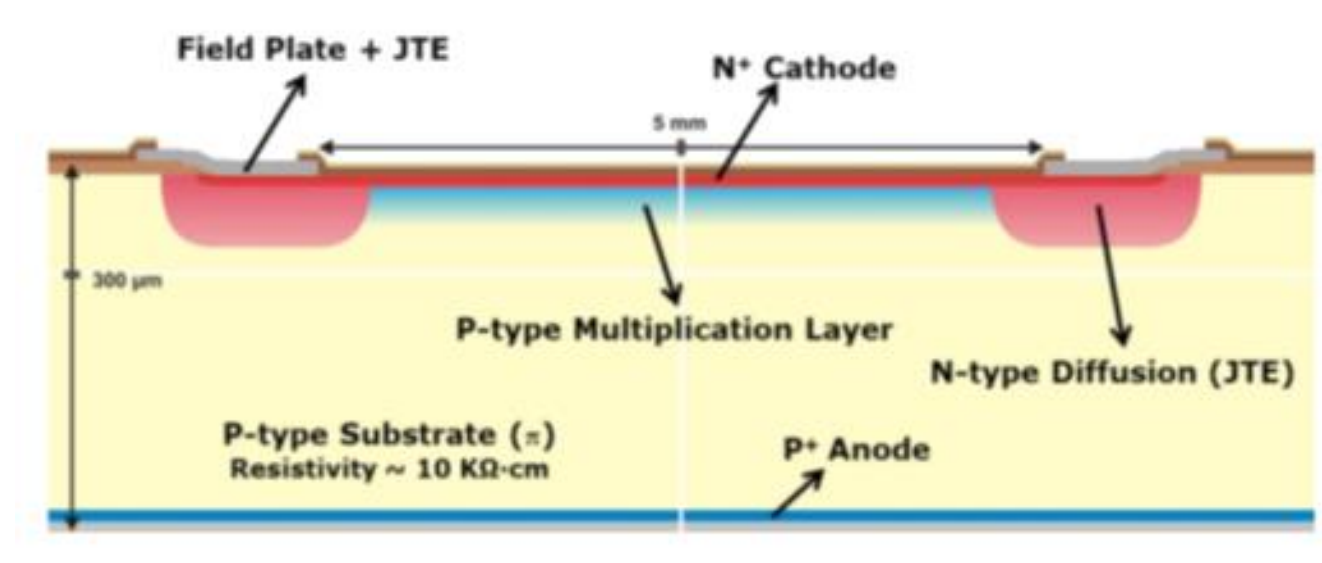 Field Plate + JTE
N⁺ Cathode
5 mm
300 µm
P-type Multiplication Layer
N-type Diffusion (JTE)
P-type Substrate (π)
Resistivity ~ 10 KΩ·cm
P⁺ Anode